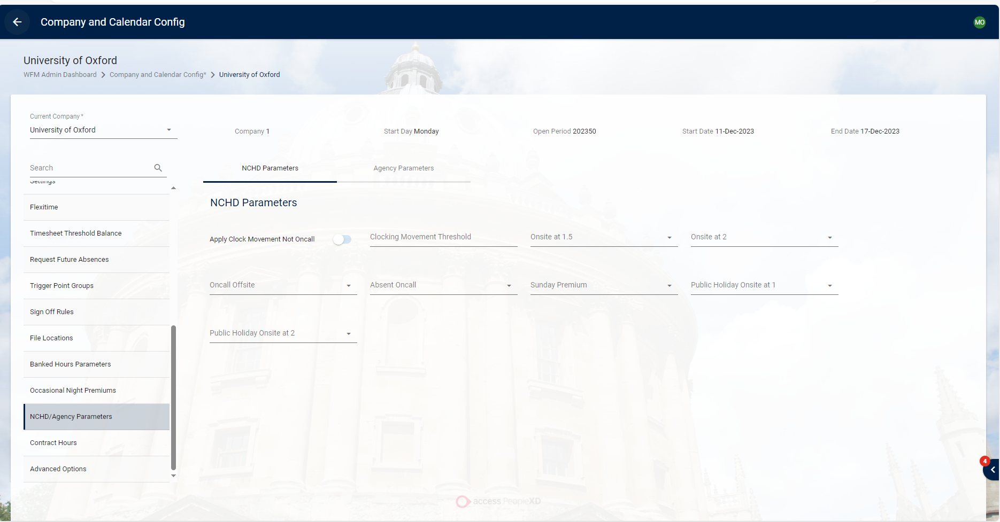 Company and Calendar Config
MO
University of Oxford
WFM Admin Dashboard > Company and Calendar Config* > University of Oxford
Current Company *
University of Oxford
Company 1
Start Day Monday
Open Period 202350
Start Date 11-Dec-2023
End Date 17-Dec-2023
Search
Settings
Flexitime
Timesheet Threshold Balance
Request Future Absences
Trigger Point Groups
Sign Off Rules
File Locations
Banked Hours Parameters
Occasional Night Premiums
NCHD/Agency Parameters
Contract Hours
Advanced Options
NCHD Parameters
Agency Parameters
NCHD Parameters
Apply Clock Movement Not Oncall
Clocking Movement Threshold
Onsite at 1.5
Onsite at 2
Oncall Offsite
Absent Oncall
Sunday Premium
Public Holiday Onsite at 1
Public Holiday Onsite at 2
4
access PeopleXD